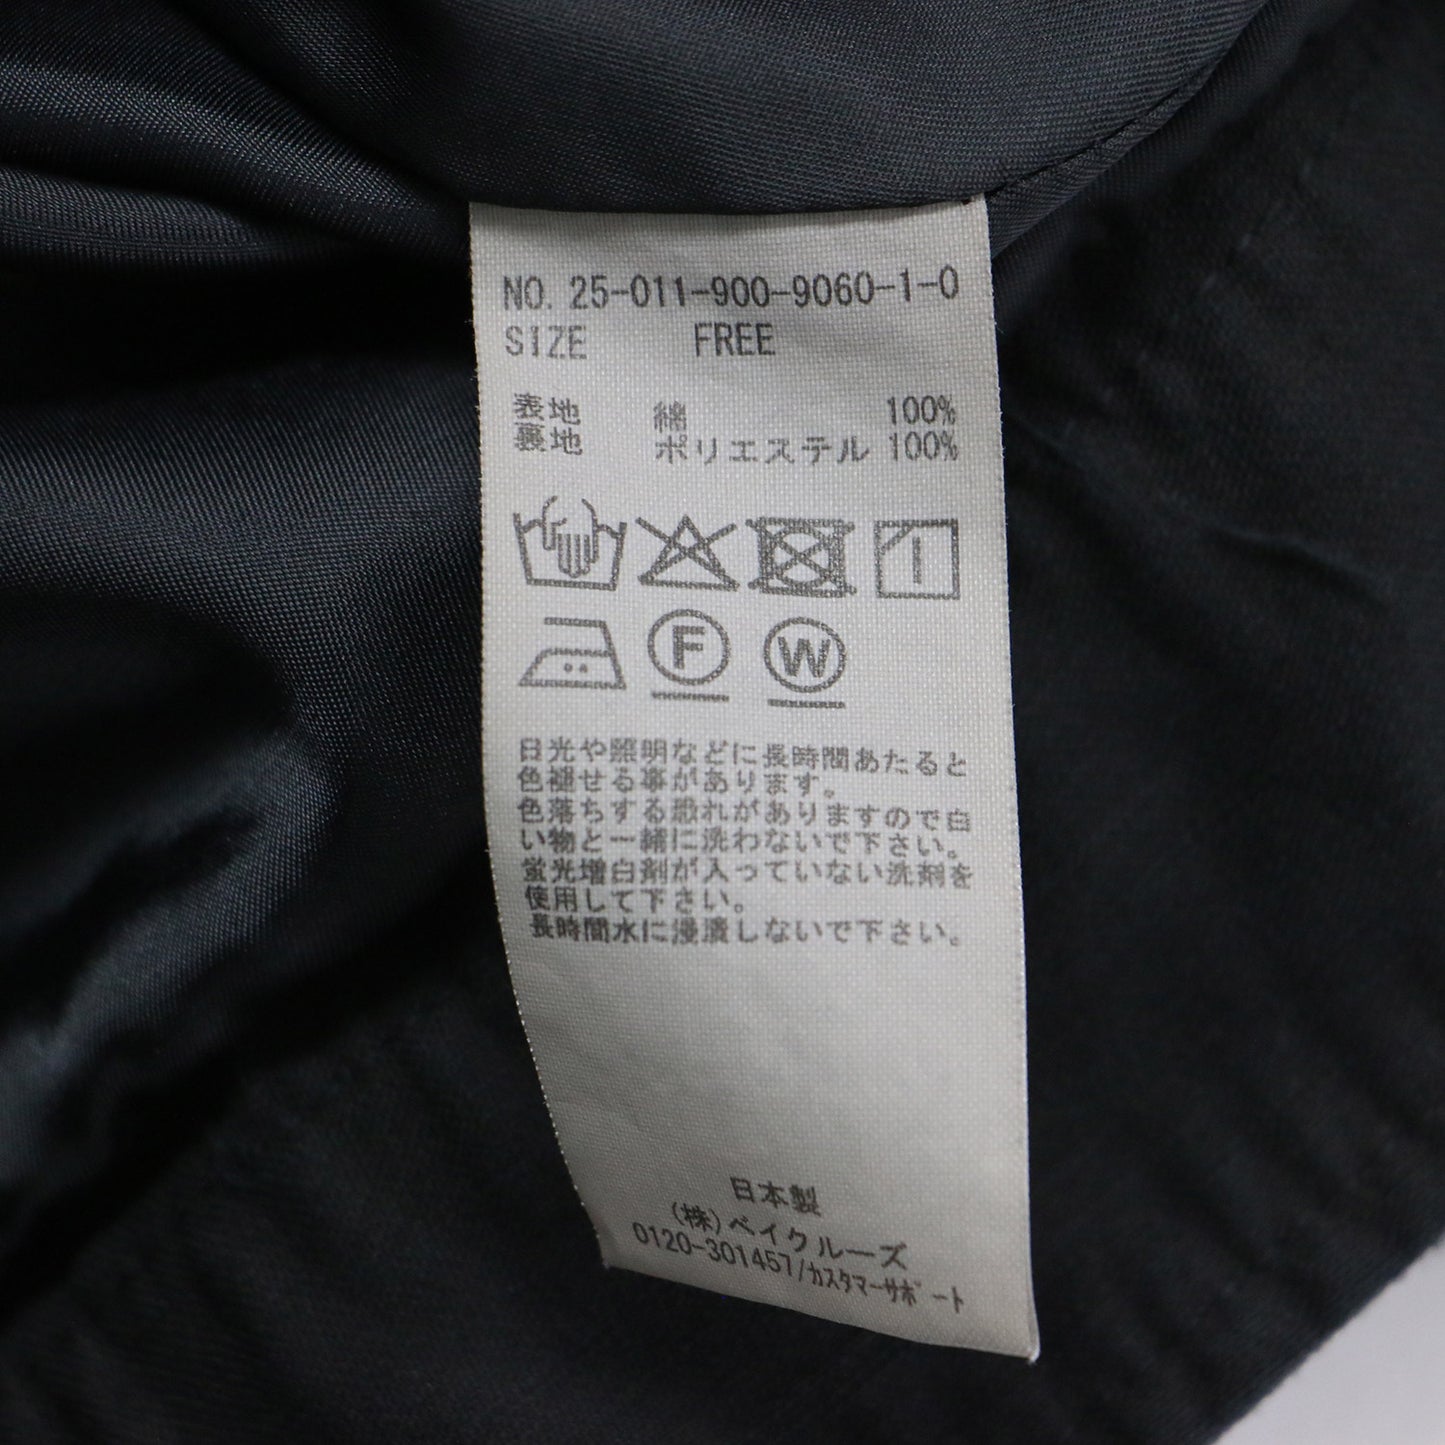 NO. 25-011-900-9060-1-0
SIZE FREE
表地 綿 100%
裏地 ポリエステル 100%
F W
日光や照明などに長時間あたると
色褪せる事があります。
色落ちする恐れがありますので白
い物と一緒に洗わないで下さい。
蛍光増白剤が入っていない洗剤を
使用して下さい。
長時間水に浸漬しないで下さい。
日本製
(株)ベイクルーズ
0120-301457/カスタマーサポート